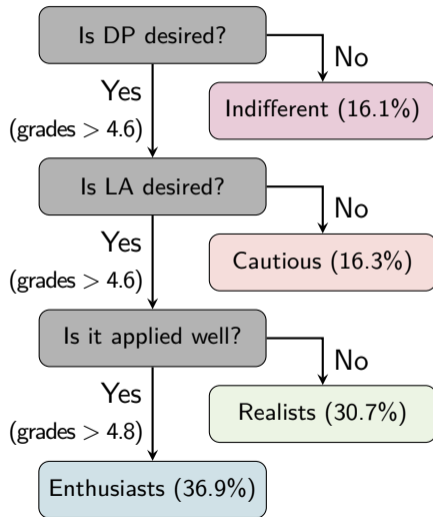 Is DP desired?
No
Yes
Indifferent (16.1%)
(grades > 4.6)
Is LA desired?
No
Yes
Cautious (16.3%)
(grades > 4.6)
Is it applied well?
No
Yes
Realists (30.7%)
(grades > 4.8)
Enthusiasts (36.9%)